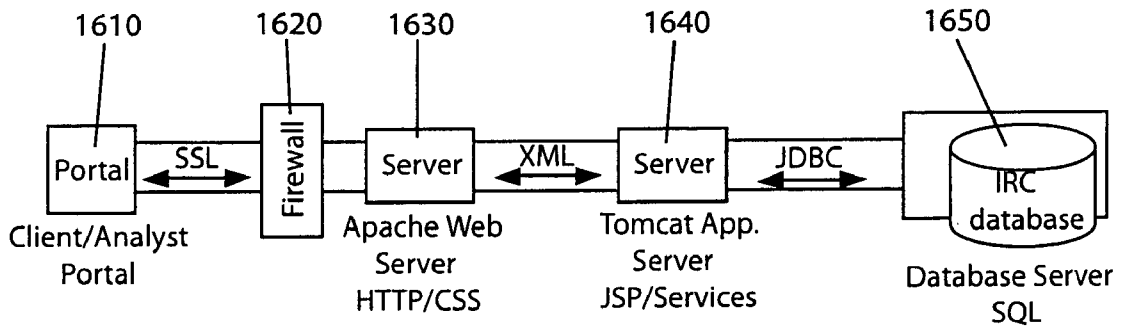 1610
1620
1630
1640
1650
Portal
SSL
Firewall
Server
XML
Server
JDBC
IRC
database
Client/Analyst
Portal
Apache Web
Server
HTTP/CSS
Tomcat App.
Server
JSP/Services
Database Server
SQL